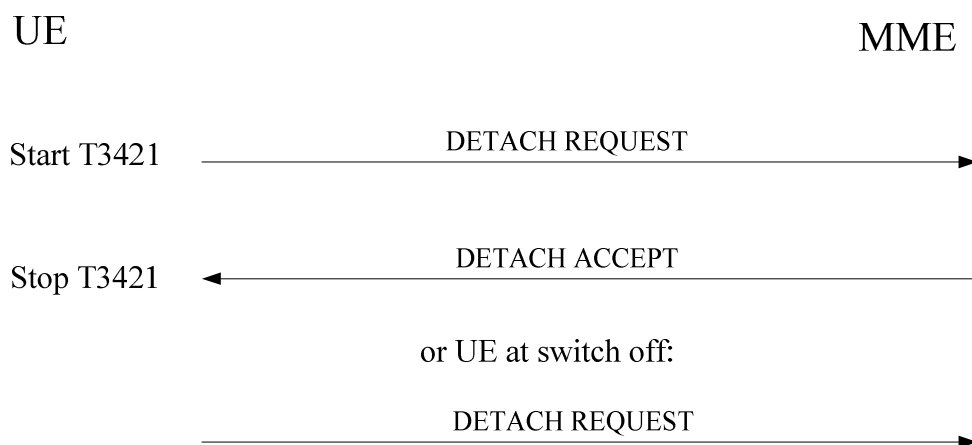 UE
MME
Start T3421
DETACH REQUEST
Stop T3421
DETACH ACCEPT
or UE at switch off:
DETACH REQUEST